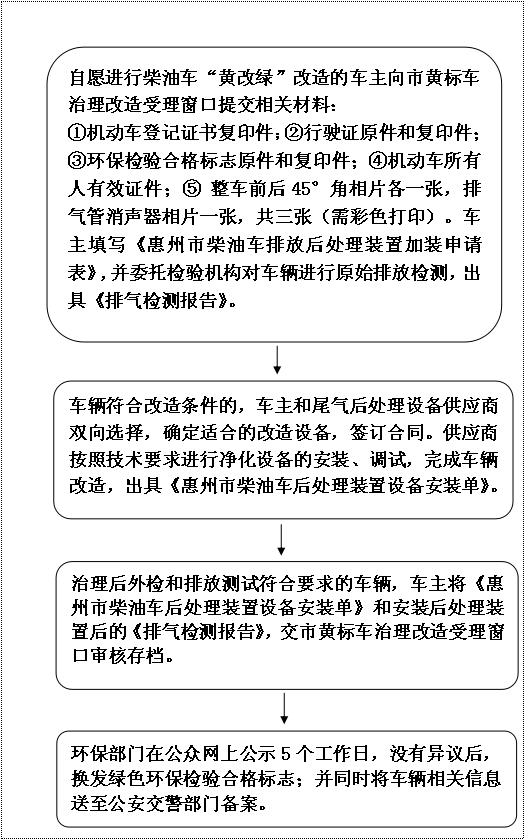 自愿进行柴油车“黄改绿”改造的车主向市黄标车
治理改造受理窗口提交相关材料：
①机动车登记证书复印件；②行驶证原件和复印件；
③环保检验合格标志原件和复印件；④机动车所有
人有效证件；⑤ 整车前后45°角相片各一张，排
气管消声器相片一张，共三张（需彩色打印）。车
主填写《惠州市柴油车排放后处理装置加装申请
表》，并委托检验机构对车辆进行原始排放检测，出
具《排气检测报告》。
车辆符合改造条件的，车主和尾气后处理设备供应商
双向选择，确定适合的改造设备，签订合同。供应商
按照技术要求进行净化设备的安装、调试，完成车辆
改造，出具《惠州市柴油车后处理装置设备安装单》。
治理后外检和排放测试符合要求的车辆，车主将《惠
州市柴油车后处理装置设备安装单》和安装后处理装
置后的《排气检测报告》，交市黄标车治理改造受理窗
口审核存档。
环保部门在公众网上公示5个工作日，没有异议后，
换发绿色环保检验合格标志；并同时将车辆相关信息
送至公安交警部门备案。